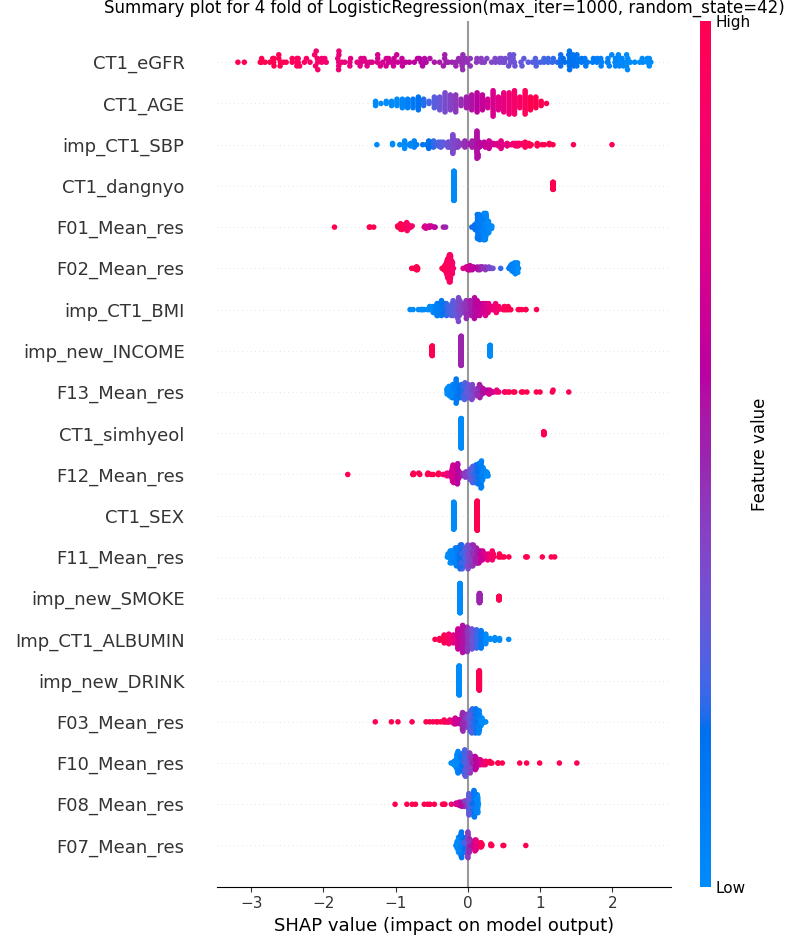 Summary plot for 4 fold of LogisticRegression(max_iter=1000, random_state=42)
High
CT1_eGFR
CT1_AGE
imp_CT1_SBP
CT1_dangnyo
F01_Mean_res
F02_Mean_res
imp_CT1_BMI
imp_new_INCOME
F13_Mean_res
CT1_simhyeol
F12_Mean_res
CT1_SEX
F11_Mean_res
imp_new_SMOKE
Imp_CT1_ALBUMIN
imp_new_DRINK
F03_Mean_res
F10_Mean_res
F08_Mean_res
F07_Mean_res
Feature value
Low
−3 −2 −1 0 1 2
SHAP value (impact on model output)